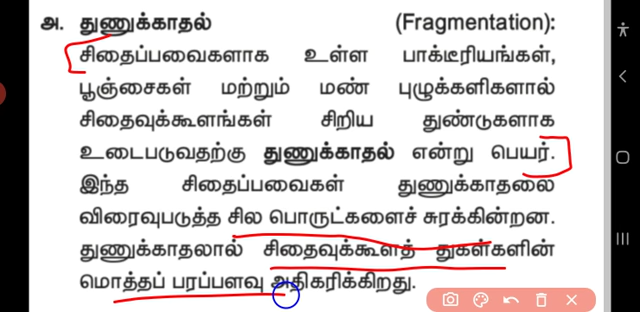 அ. துணுக்காதல் (Fragmentation):
சிதைப்பவைகளாக உள்ள பாக்டீரியங்கள்,
பூஞ்சைகள் மற்றும் மண் புழுக்களிகளால்
சிதைவுக்கூளங்கள் சிறிய துண்டுகளாக
உடைபடுவதற்கு துணுக்காதல் என்று பெயர்.
இந்த சிதைப்பவைகள் துணுக்காதலை
விரைவுபடுத்த சில பொருட்களைச் சுரக்கின்றன.
துணுக்காதலால் சிதைவுக்கூளத் துகள்களின்
மொத்தப் பரப்பளவு அதிகரிக்கிறது.